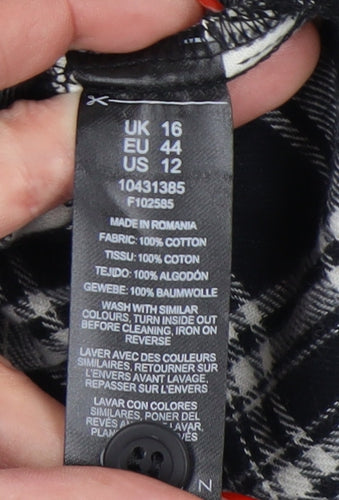 UK 16
EU 44
US 12
10431385
F102585
MADE IN ROMANIA
FABRIC: 100% COTTON
TISSU: 100% COTON
TEJIDO: 100% ALGODÓN
GEWEBE: 100% BAUMWOLLE
WASH WITH SIMILAR
COLOURS, TURN INSIDE OUT
BEFORE CLEANING, IRON ON
REVERSE
LAVER AVEC DES COULEURS
SIMILAIRES, RETOURNER SUR
L'ENVERS AVANT LAVAGE,
REPASSER SUR L'ENVERS
LAVAR CON COLORES
SIMILARES, PONER DEL
REVÉS LAVAR,
Z